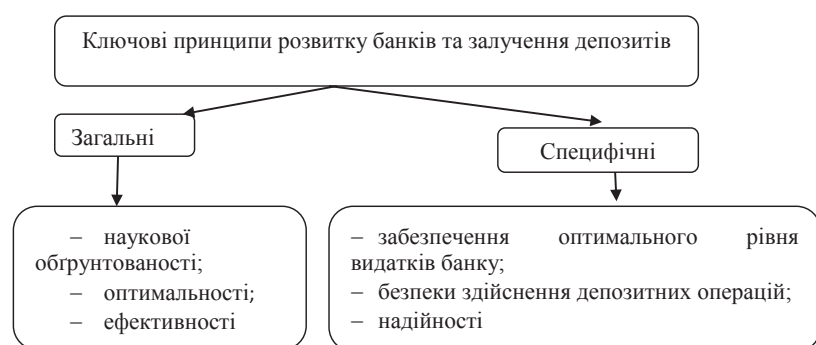 Ключові принципи розвитку банків та залучення депозитів
Загальні
Специфічні
– наукової
обґрунтованості;
– оптимальності;
– ефективності
– забезпечення оптимального рівня
видатків банку;
– безпеки здійснення депозитних операцій;
– надійності